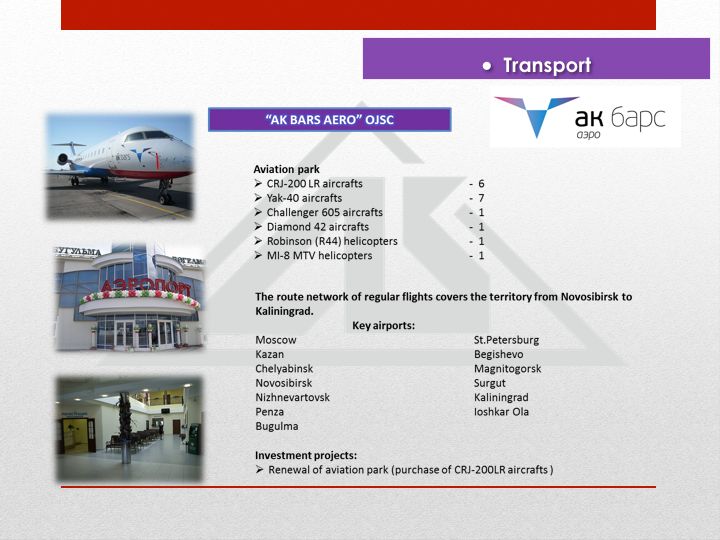 • Transport
“AK BARS AERO” OJSC
ак барс
аэро
Aviation park
➢ CRJ-200 LR aircrafts - 6
➢ Yak-40 aircrafts - 7
➢ Challenger 605 aircrafts - 1
➢ Diamond 42 aircrafts - 1
➢ Robinson (R44) helicopters - 1
➢ MI-8 MTV helicopters - 1
БУГУЛЬМА
АЭРОПОРТ
The route network of regular flights covers the territory from Novosibirsk to
Kaliningrad.
Key airports:
Moscow St.Petersburg
Kazan Begishevo
Chelyabinsk Magnitogorsk
Novosibirsk Surgut
Nizhnevartovsk Kaliningrad
Penza Ioshkar Ola
Bugulma
Investment projects:
➢ Renewal of aviation park (purchase of CRJ-200LR aircrafts )